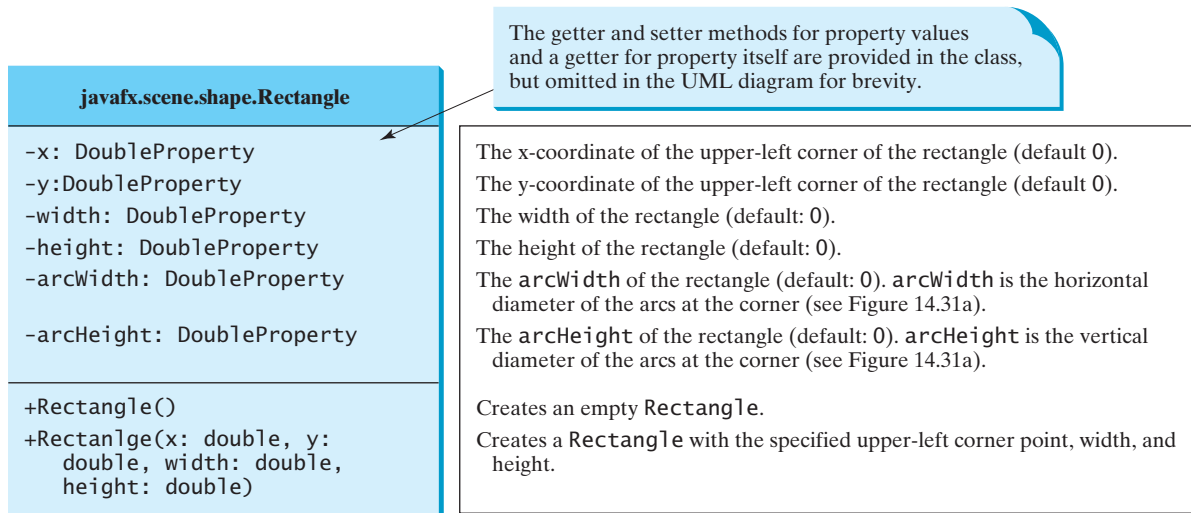 The getter and setter methods for property values
and a getter for property itself are provided in the class,
but omitted in the UML diagram for brevity.
javafx.scene.shape.Rectangle
-x: DoubleProperty
-y:DoubleProperty
-width: DoubleProperty
-height: DoubleProperty
-arcWidth: DoubleProperty
-arcHeight: DoubleProperty
+Rectangle()
+Rectanlge(x: double, y:
double, width: double,
height: double)
The x-coordinate of the upper-left corner of the rectangle (default 0).
The y-coordinate of the upper-left corner of the rectangle (default 0).
The width of the rectangle (default: 0).
The height of the rectangle (default: 0).
The arcWidth of the rectangle (default: 0). arcWidth is the horizontal
diameter of the arcs at the corner (see Figure 14.31a).
The arcHeight of the rectangle (default: 0). arcHeight is the vertical
diameter of the arcs at the corner (see Figure 14.31a).
Creates an empty Rectangle.
Creates a Rectangle with the specified upper-left corner point, width, and
height.